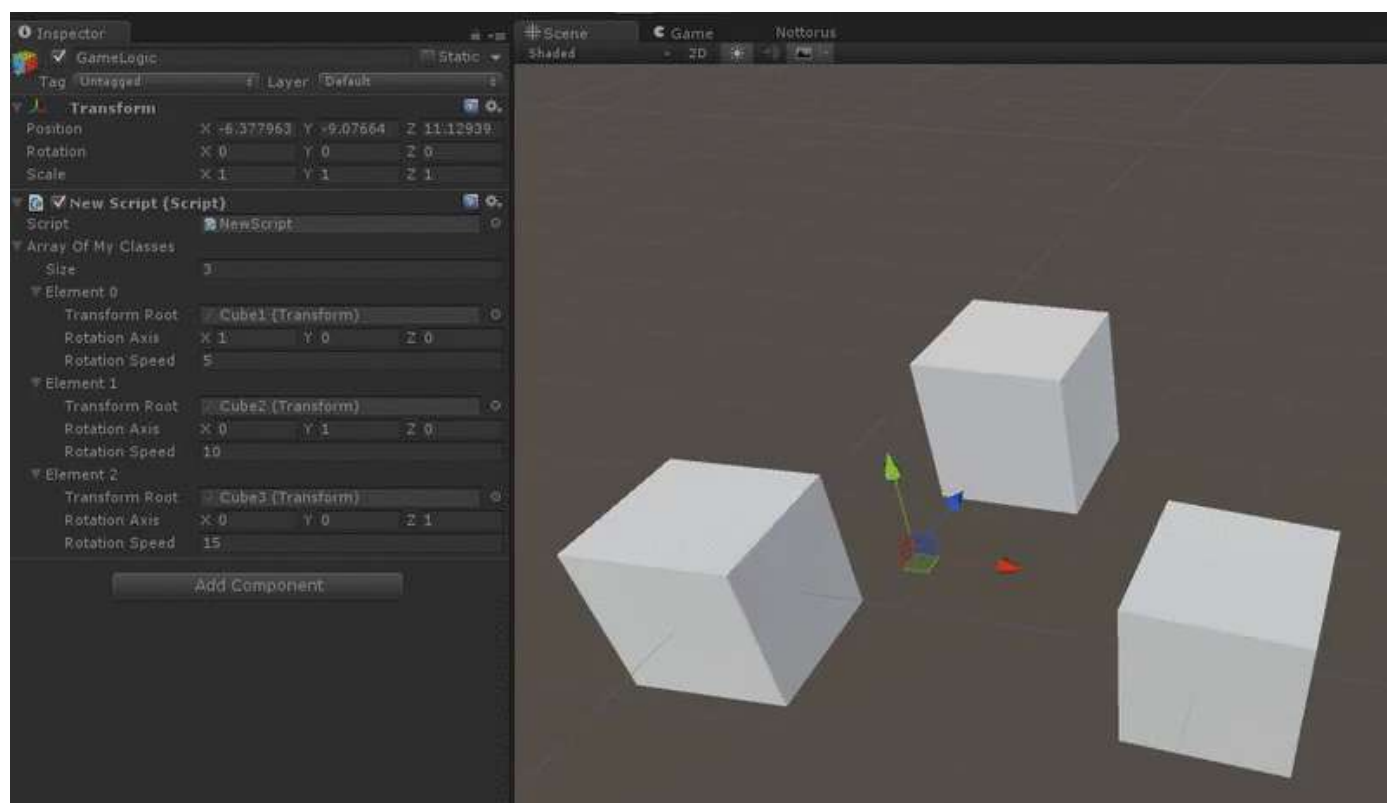 Inspector
GameLogic Static
Tag Untagged Layer Default
Transform
Position X -6.377963 Y -9.07664 Z 11.12939
Rotation X 0 Y 0 Z 0
Scale X 1 Y 1 Z 1
New Script (Script)
Script NewScript
Array Of My Classes
Size 3
Element 0
Transform Root Cube1 (Transform)
Rotation Axis X 1 Y 0 Z 0
Rotation Speed 5
Element 1
Transform Root Cube2 (Transform)
Rotation Axis X 0 Y 1 Z 0
Rotation Speed 10
Element 2
Transform Root Cube3 (Transform)
Rotation Axis X 0 Y 0 Z 1
Rotation Speed 15
Add Component
Scene Game Nottorus
Shaded 2D